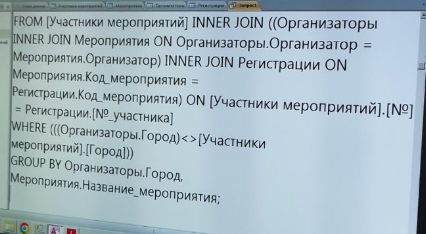 FROM [Участники мероприятий] INNER JOIN ((Организаторы
INNER JOIN Мероприятия ON Организаторы.Организатор =
Мероприятия.Организатор) INNER JOIN Регистрации ON
Мероприятия.Код_мероприятия =
Регистрации.Код_мероприятия) ON [Участники мероприятий].[№]
= Регистрации.[№_участника]
WHERE (((Организаторы.Город)<>[Участники
мероприятий].[Город]))
GROUP BY Организаторы.Город,
Мероприятия.Название_мероприятия;